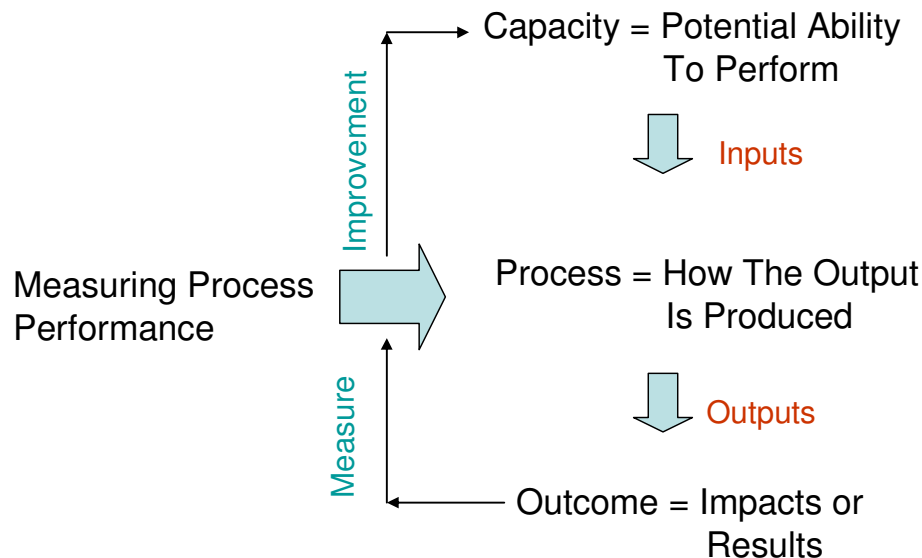 Capacity = Potential Ability
To Perform
Improvement
Inputs
Measuring Process
Performance
Process = How The Output
Is Produced
Measure
Outputs
Outcome = Impacts or
Results